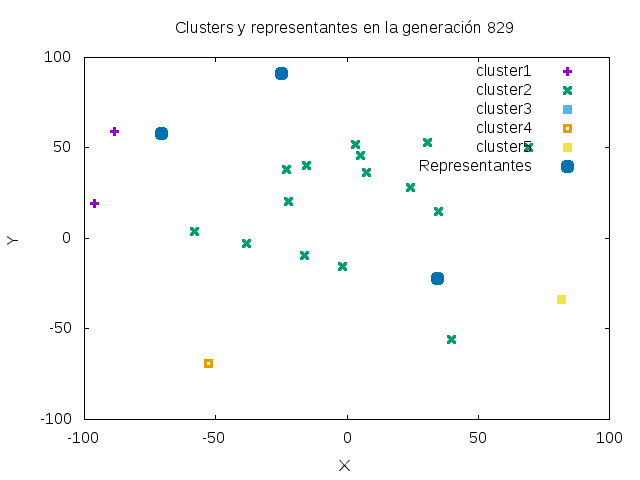 Clusters y representantes en la generación 829
100
50
0
-50
-100
-100
-50
0
50
100
Y
X
cluster1
cluster2
cluster3
cluster4
cluster5
Representantes